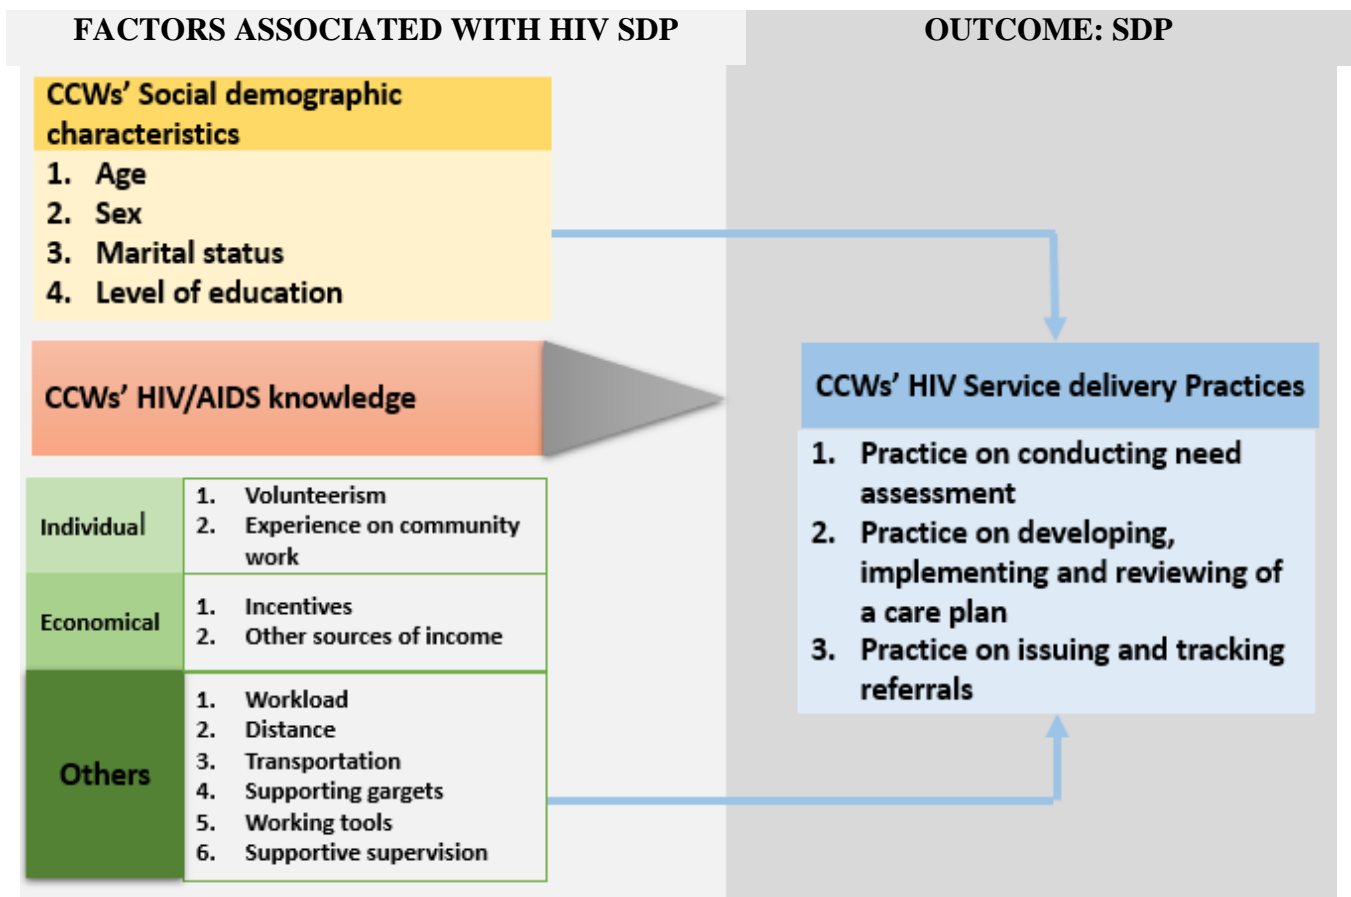 FACTORS ASSOCIATED WITH HIV SDP
OUTCOME: SDP
CCWs’ Social demographic
characteristics
1. Age
2. Sex
3. Marital status
4. Level of education
CCWs’ HIV/AIDS knowledge
Individual
1. Volunteerism
2. Experience on community
work
Economical
1. Incentives
2. Other sources of income
Others
1. Workload
2. Distance
3. Transportation
4. Supporting gargets
5. Working tools
6. Supportive supervision
CCWs’ HIV Service delivery Practices
1. Practice on conducting need
assessment
2. Practice on developing,
implementing and reviewing of
a care plan
3. Practice on issuing and tracking
referrals